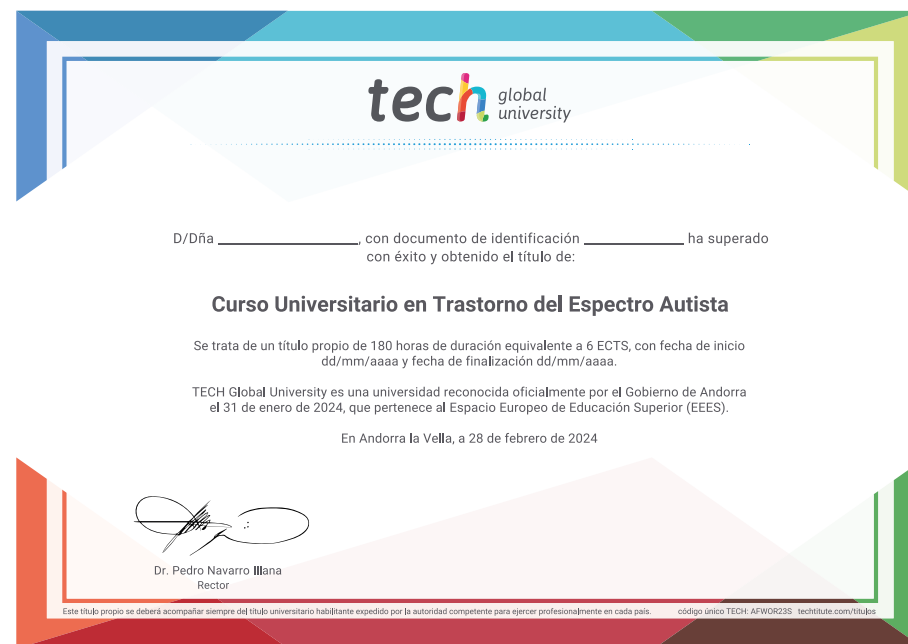 tech global university
D/Dña __________________, con documento de identificación _____________ ha superado
con éxito y obtenido el título de:
Curso Universitario en Trastorno del Espectro Autista
Se trata de un título propio de 180 horas de duración equivalente a 6 ECTS, con fecha de inicio
dd/mm/aaaa y fecha de finalización dd/mm/aaaa.
TECH Global University es una universidad reconocida oficialmente por el Gobierno de Andorra
el 31 de enero de 2024, que pertenece al Espacio Europeo de Educación Superior (EEES).
En Andorra la Vella, a 28 de febrero de 2024
Dr. Pedro Navarro Illana
Rector
Este título propio se deberá acompañar siempre del título universitario habilitante expedido por la autoridad competente para ejercer profesionalmente en cada país. código único TECH: AFWOR23S techtitute.com/titulos